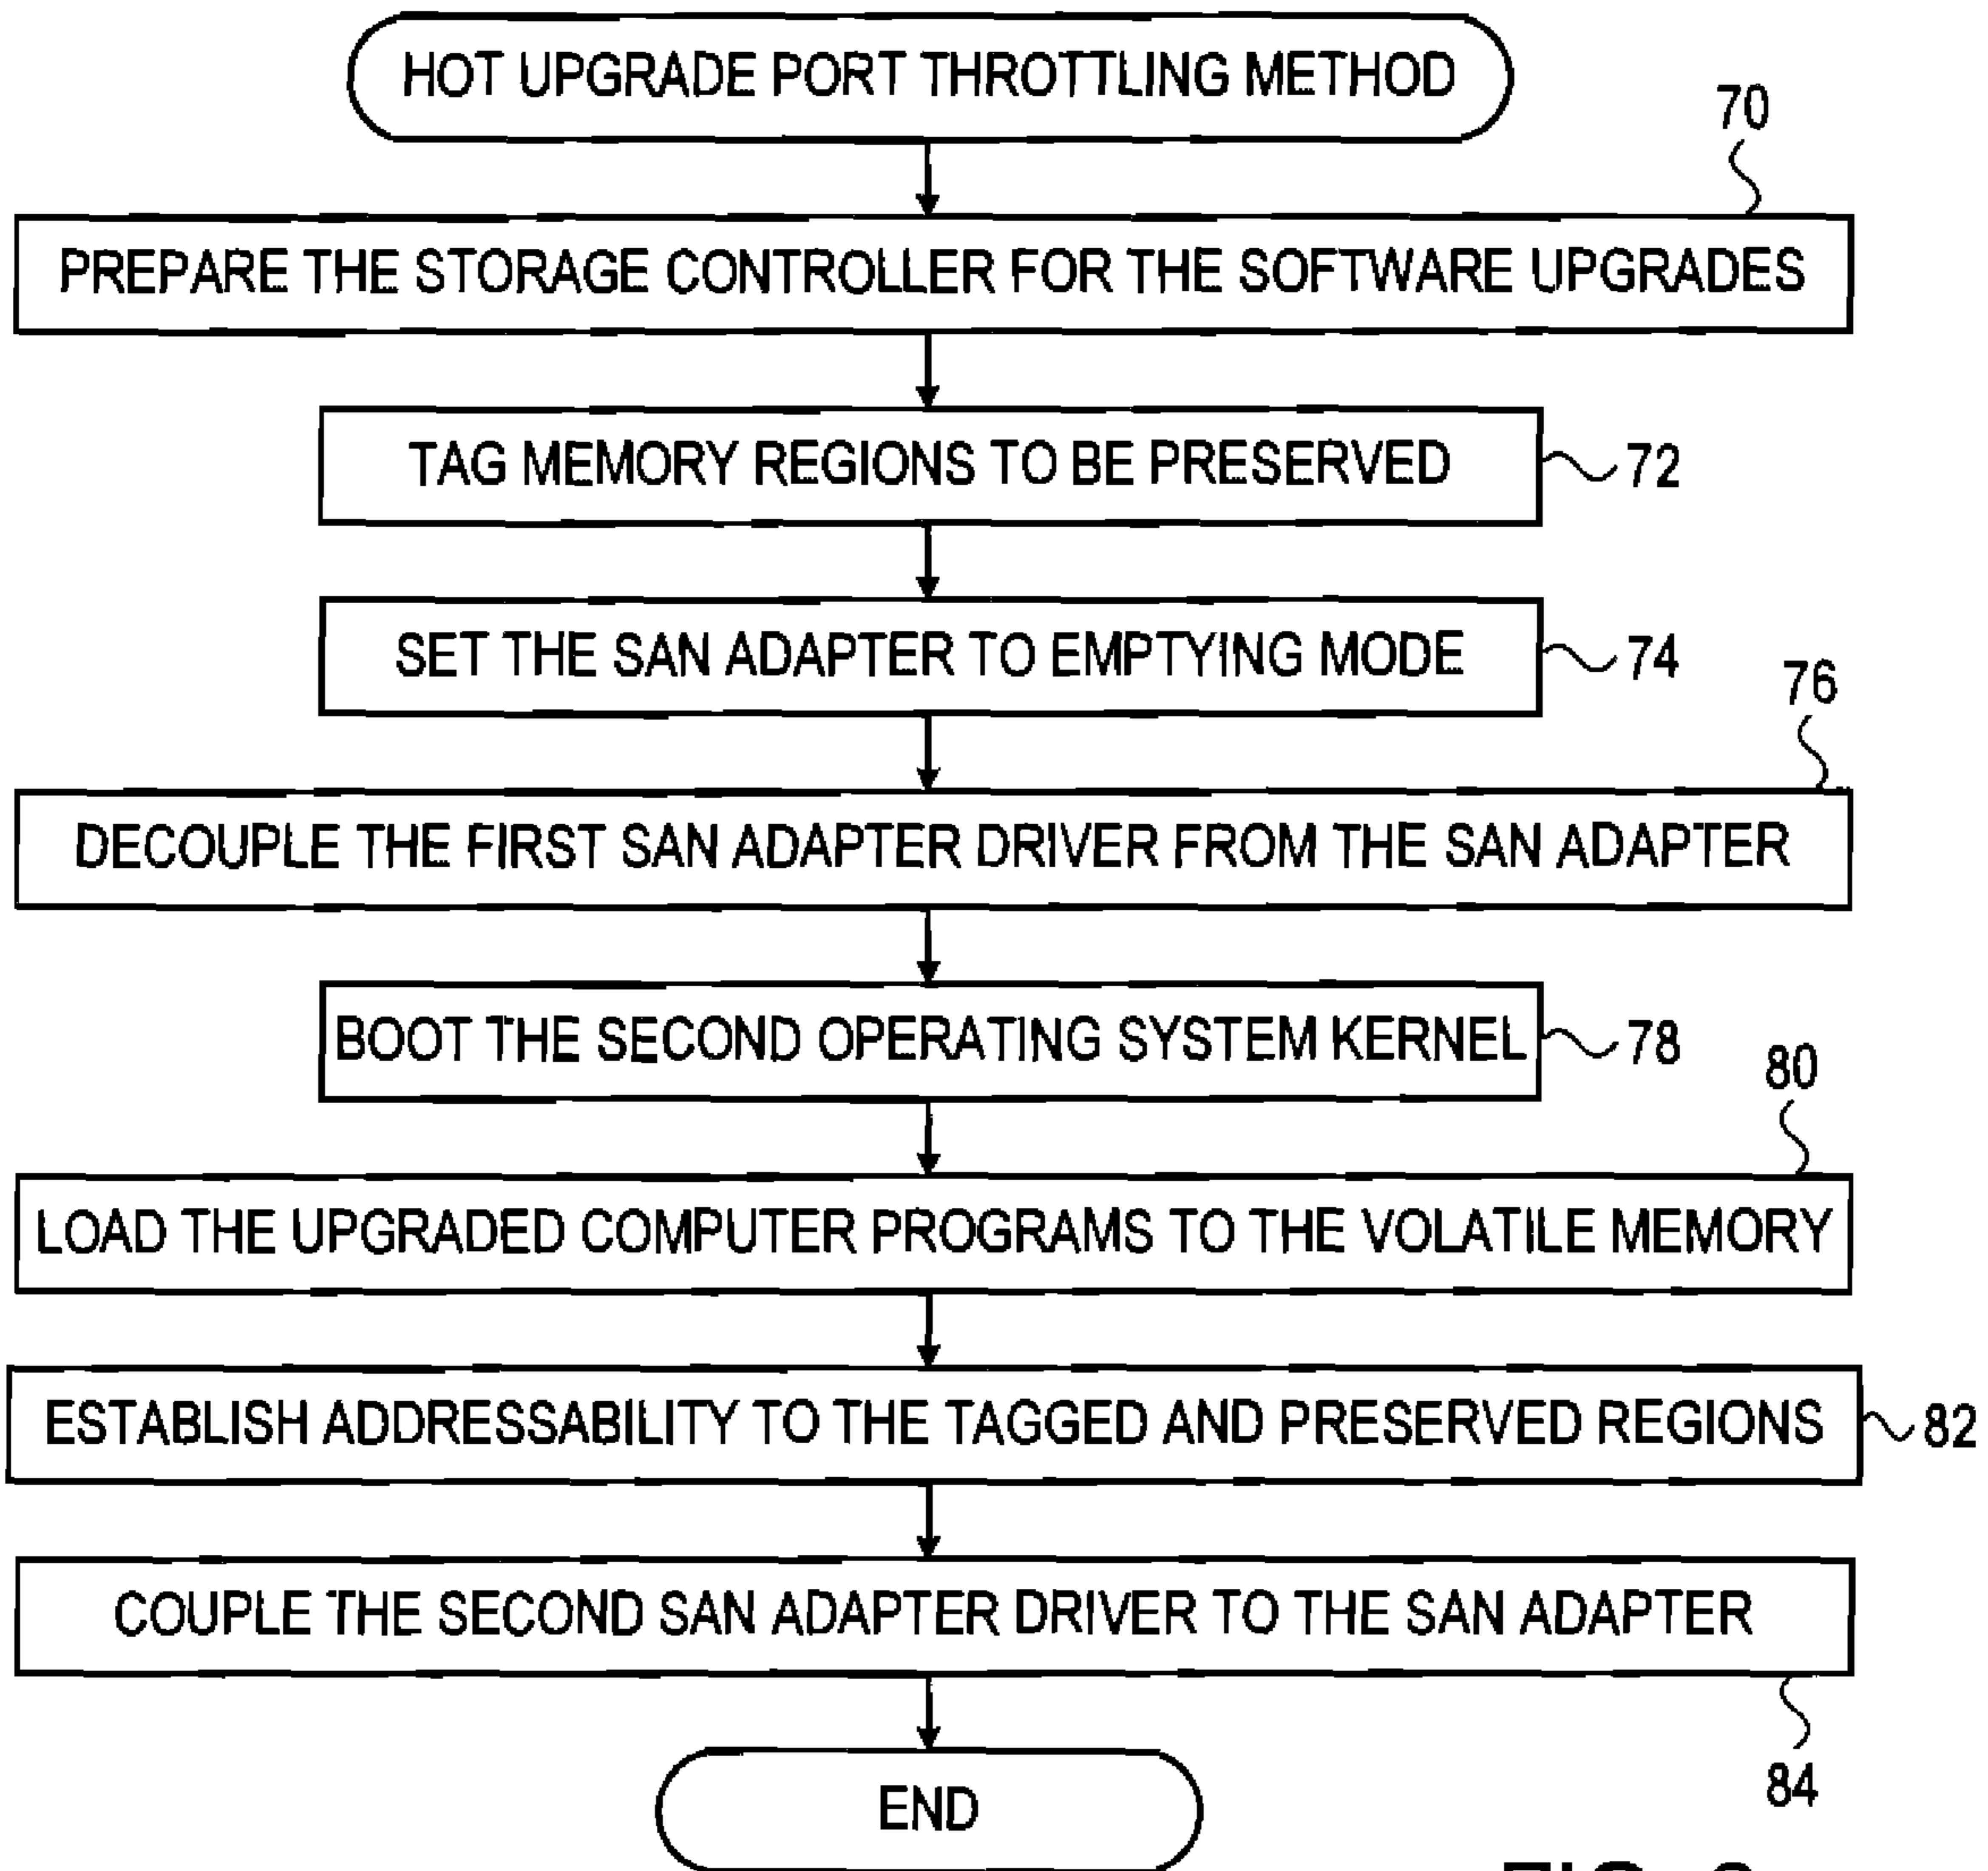 HOT UPGRADE PORT THROTTLING METHOD
70
PREPARE THE STORAGE CONTROLLER FOR THE SOFTWARE UPGRADES
TAG MEMORY REGIONS TO BE PRESERVED
72
SET THE SAN ADAPTER TO EMPTYING MODE
74
76
DECOUPLE THE FIRST SAN ADAPTER DRIVER FROM THE SAN ADAPTER
BOOT THE SECOND OPERATING SYSTEM KERNEL
78
80
LOAD THE UPGRADED COMPUTER PROGRAMS TO THE VOLATILE MEMORY
ESTABLISH ADDRESSABILITY TO THE TAGGED AND PRESERVED REGIONS
82
COUPLE THE SECOND SAN ADAPTER DRIVER TO THE SAN ADAPTER
84
END